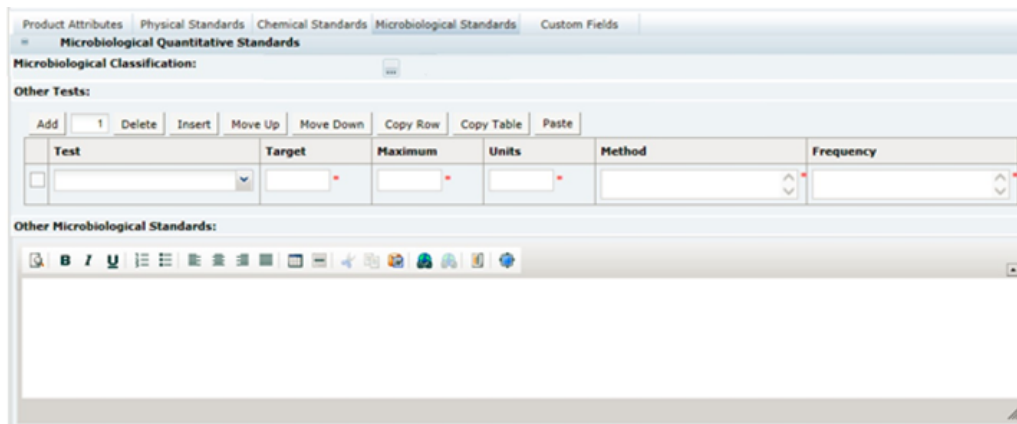 Product Attributes Physical Standards Chemical Standards Microbiological Standards Custom Fields
Microbiological Quantitative Standards
Microbiological Classification: ...
Other Tests:
Add 1 Delete Insert Move Up Move Down Copy Row Copy Table Paste
Test Target Maximum Units Method Frequency
* * * * *
Other Microbiological Standards:
B I U